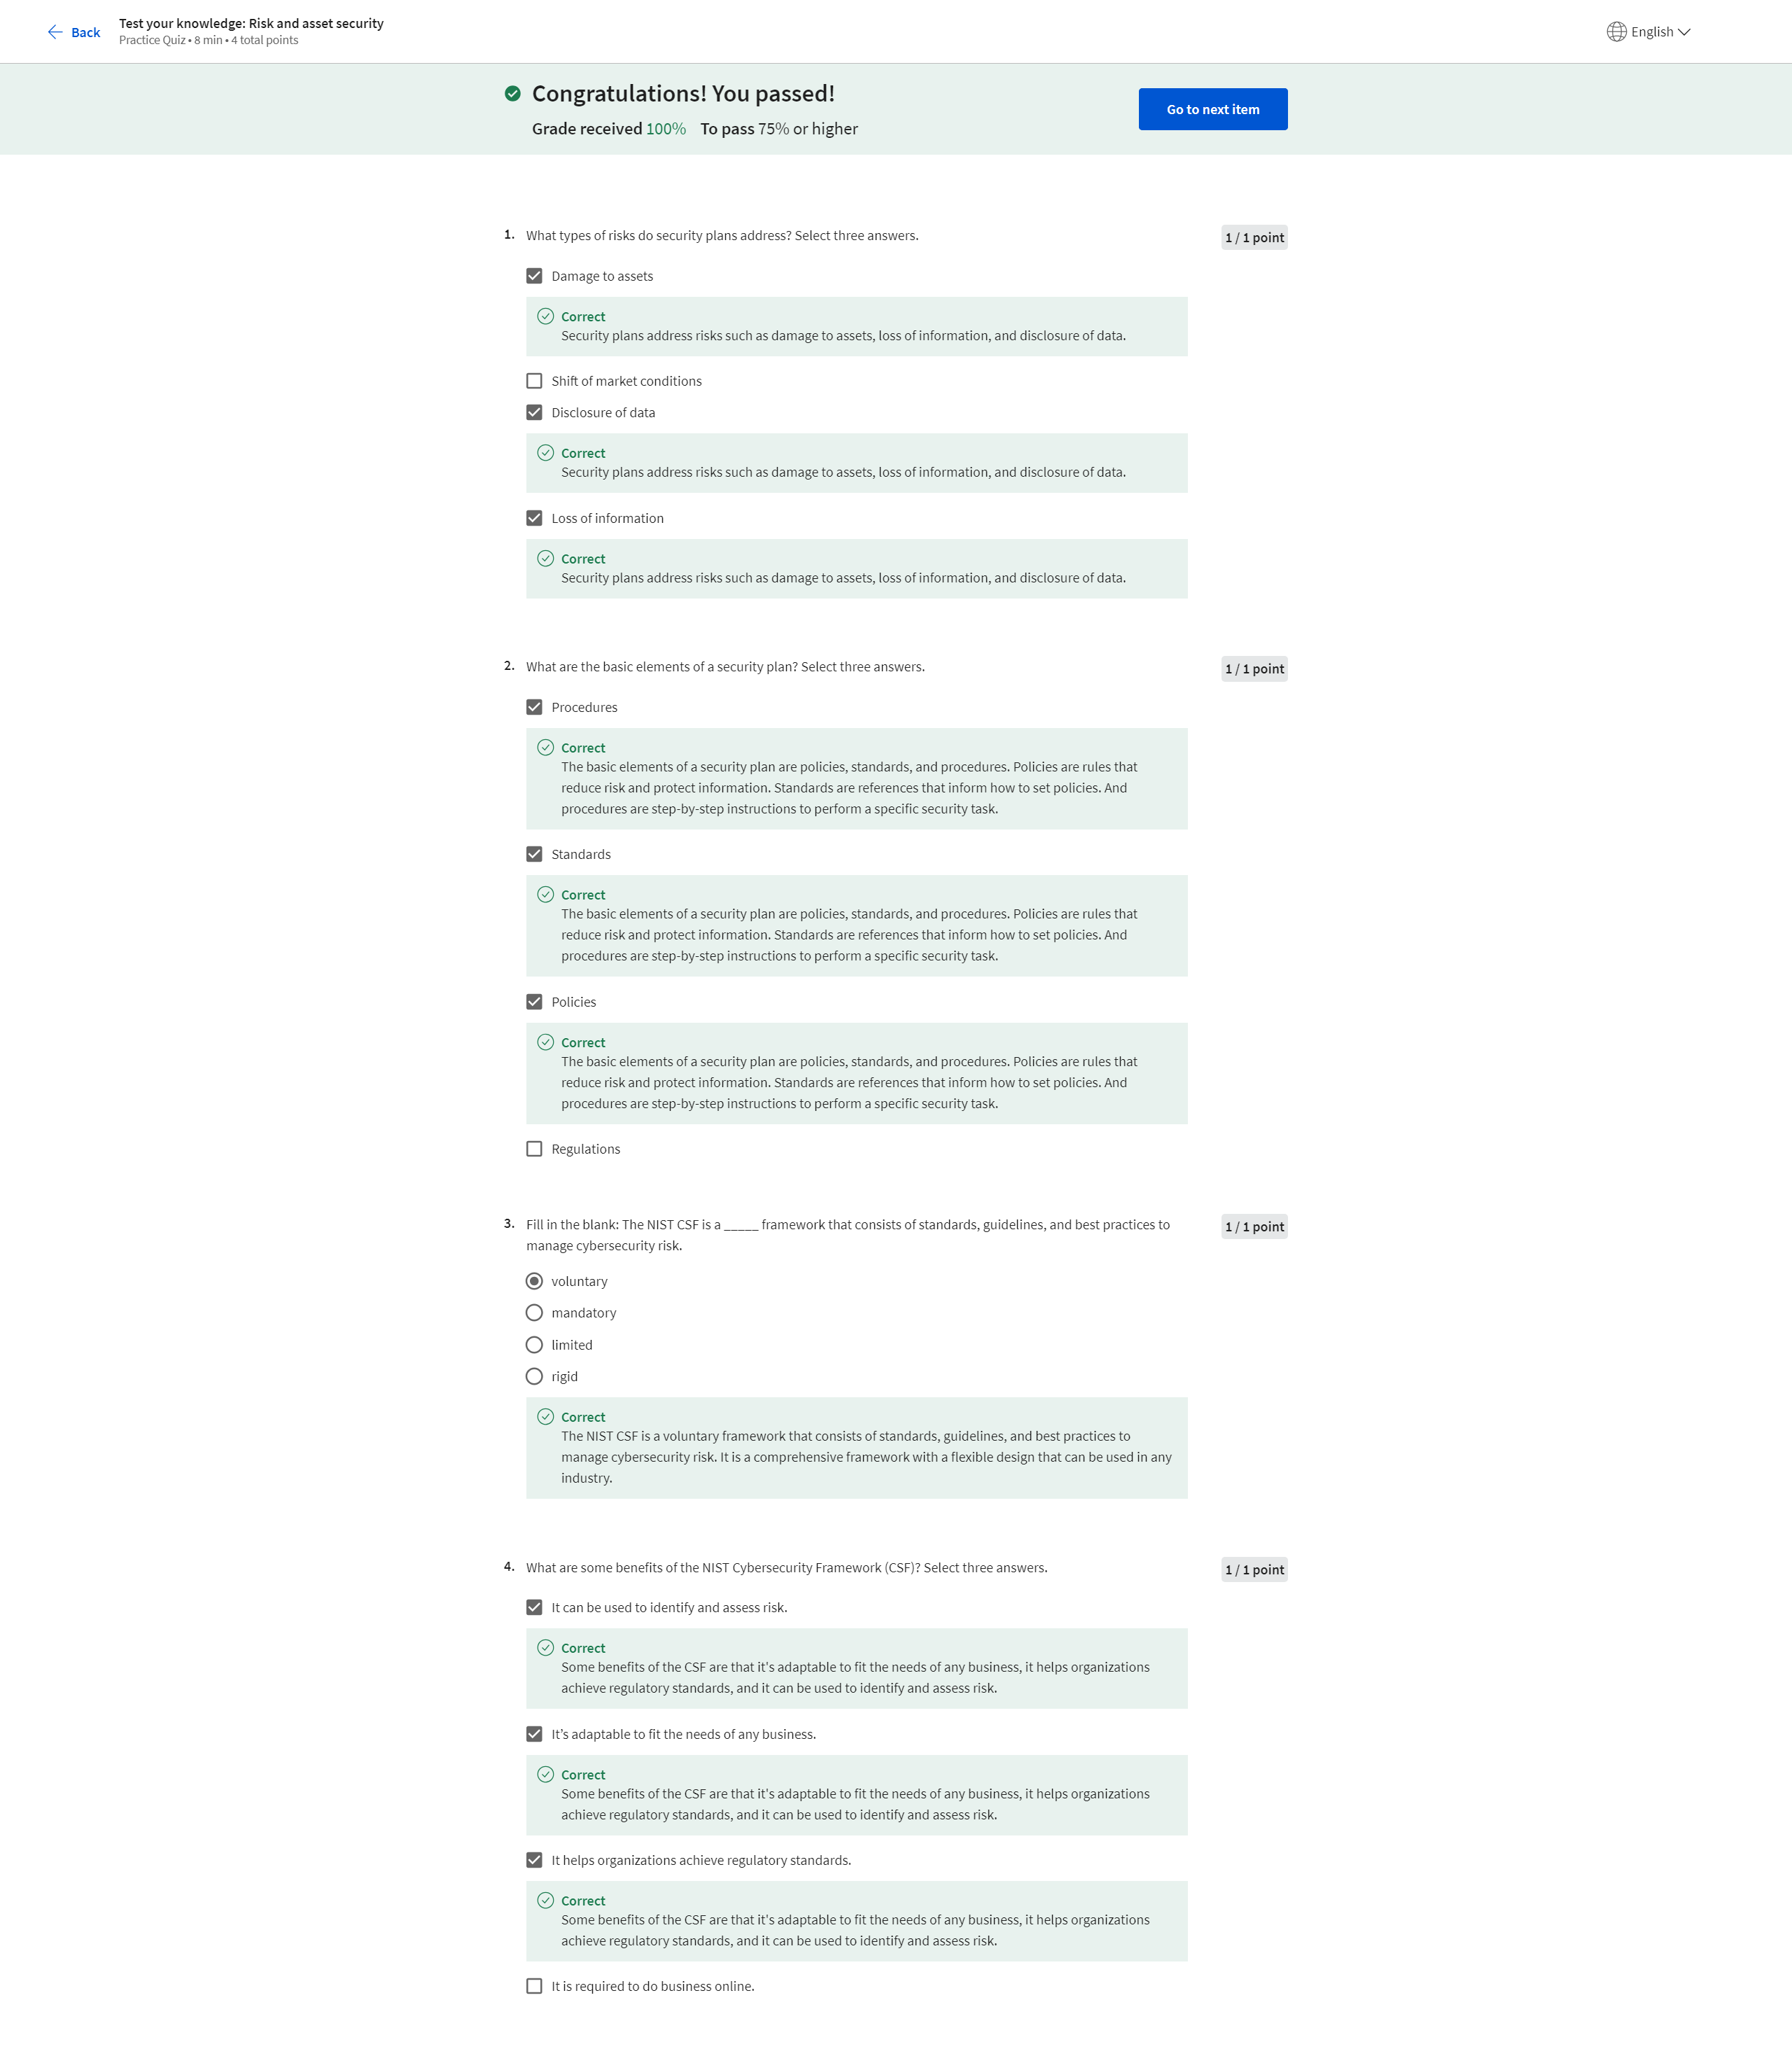 Back
Test your knowledge: Risk and asset security
Practice Quiz • 8 min • 4 total points
English
Congratulations! You passed!
Grade received 100% To pass 75% or higher
Go to next item
1. What types of risks do security plans address? Select three answers.
1 / 1 point
Damage to assets
Correct
Security plans address risks such as damage to assets, loss of information, and disclosure of data.
Shift of market conditions
Disclosure of data
Correct
Security plans address risks such as damage to assets, loss of information, and disclosure of data.
Loss of information
Correct
Security plans address risks such as damage to assets, loss of information, and disclosure of data.
2. What are the basic elements of a security plan? Select three answers.
1 / 1 point
Procedures
Correct
The basic elements of a security plan are policies, standards, and procedures. Policies are rules that
reduce risk and protect information. Standards are references that inform how to set policies. And
procedures are step-by-step instructions to perform a specific security task.
Standards
Correct
The basic elements of a security plan are policies, standards, and procedures. Policies are rules that
reduce risk and protect information. Standards are references that inform how to set policies. And
procedures are step-by-step instructions to perform a specific security task.
Policies
Correct
The basic elements of a security plan are policies, standards, and procedures. Policies are rules that
reduce risk and protect information. Standards are references that inform how to set policies. And
procedures are step-by-step instructions to perform a specific security task.
Regulations
3. Fill in the blank: The NIST CSF is a _____ framework that consists of standards, guidelines, and best practices to
manage cybersecurity risk.
1 / 1 point
voluntary
mandatory
limited
rigid
Correct
The NIST CSF is a voluntary framework that consists of standards, guidelines, and best practices to
manage cybersecurity risk. It is a comprehensive framework with a flexible design that can be used in any
industry.
4. What are some benefits of the NIST Cybersecurity Framework (CSF)? Select three answers.
1 / 1 point
It can be used to identify and assess risk.
Correct
Some benefits of the CSF are that it's adaptable to fit the needs of any business, it helps organizations
achieve regulatory standards, and it can be used to identify and assess risk.
It’s adaptable to fit the needs of any business.
Correct
Some benefits of the CSF are that it's adaptable to fit the needs of any business, it helps organizations
achieve regulatory standards, and it can be used to identify and assess risk.
It helps organizations achieve regulatory standards.
Correct
Some benefits of the CSF are that it's adaptable to fit the needs of any business, it helps organizations
achieve regulatory standards, and it can be used to identify and assess risk.
It is required to do business online.